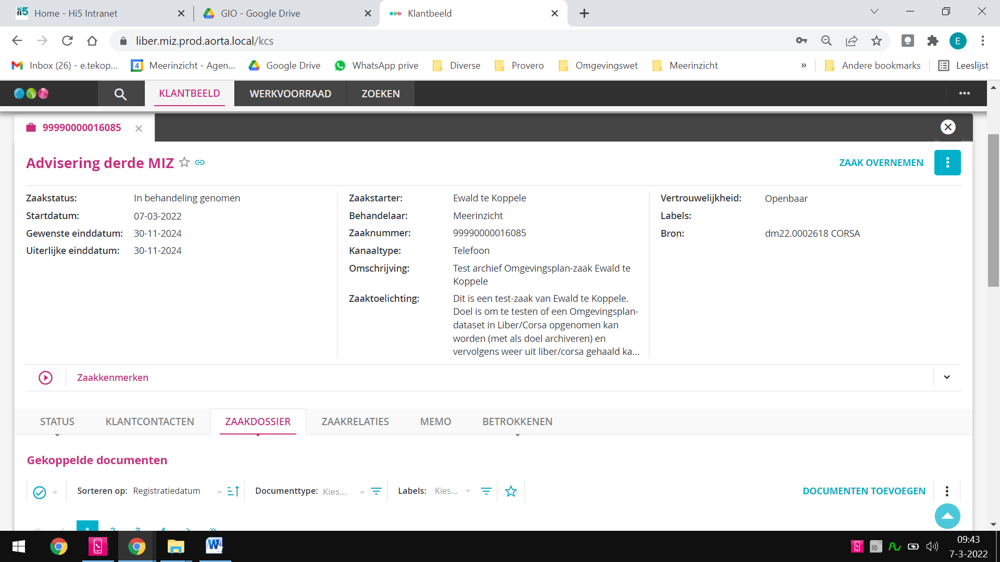 Hi5 Home - Hi5 Intranet GIO - Google Drive Klantbeeld
liber.miz.prod.aorta.local/kcs E
Inbox (26) - e.tekop... 4 Meerinzicht - Agen... Google Drive WhatsApp prive Diverse Provero Omgevingswet Meerinzicht » Andere bookmarks Leeslijst
KLANTBEELD WERKVOORRAAD ZOEKEN
99990000016085
Advisering derde MIZ ZAAK OVERNEMEN
Zaakstatus: In behandeling genomen
Startdatum: 07-03-2022
Gewenste einddatum: 30-11-2024
Uiterlijke einddatum: 30-11-2024
Zaakstarter: Ewald te Koppele
Behandelaar: Meerinzicht
Zaaknummer: 99990000016085
Kanaaltype: Telefoon
Omschrijving: Test archief Omgevingsplan-zaak Ewald te
Koppele
Zaaktoelichting: Dit is een test-zaak van Ewald te Koppele.
Doel is om te testen of een Omgevingsplan-
dataset in Liber/Corsa opgenomen kan
worden (met als doel archiveren) en
vervolgens weer uit liber/corsa gehaald ka...
Vertrouwelijkheid: Openbaar
Labels:
Bron: dm22.0002618 CORSA
Zaakkenmerken
STATUS KLANTCONTACTEN ZAAKDOSSIER ZAAKRELATIES MEMO BETROKKENEN
Gekoppelde documenten
Sorteren op: Registratiedatum Documenttype: Kies... Labels: Kies... DOCUMENTEN TOEVOEGEN
« ‹ 1 2 3 4 › »
W ID 09:43
7-3-2022